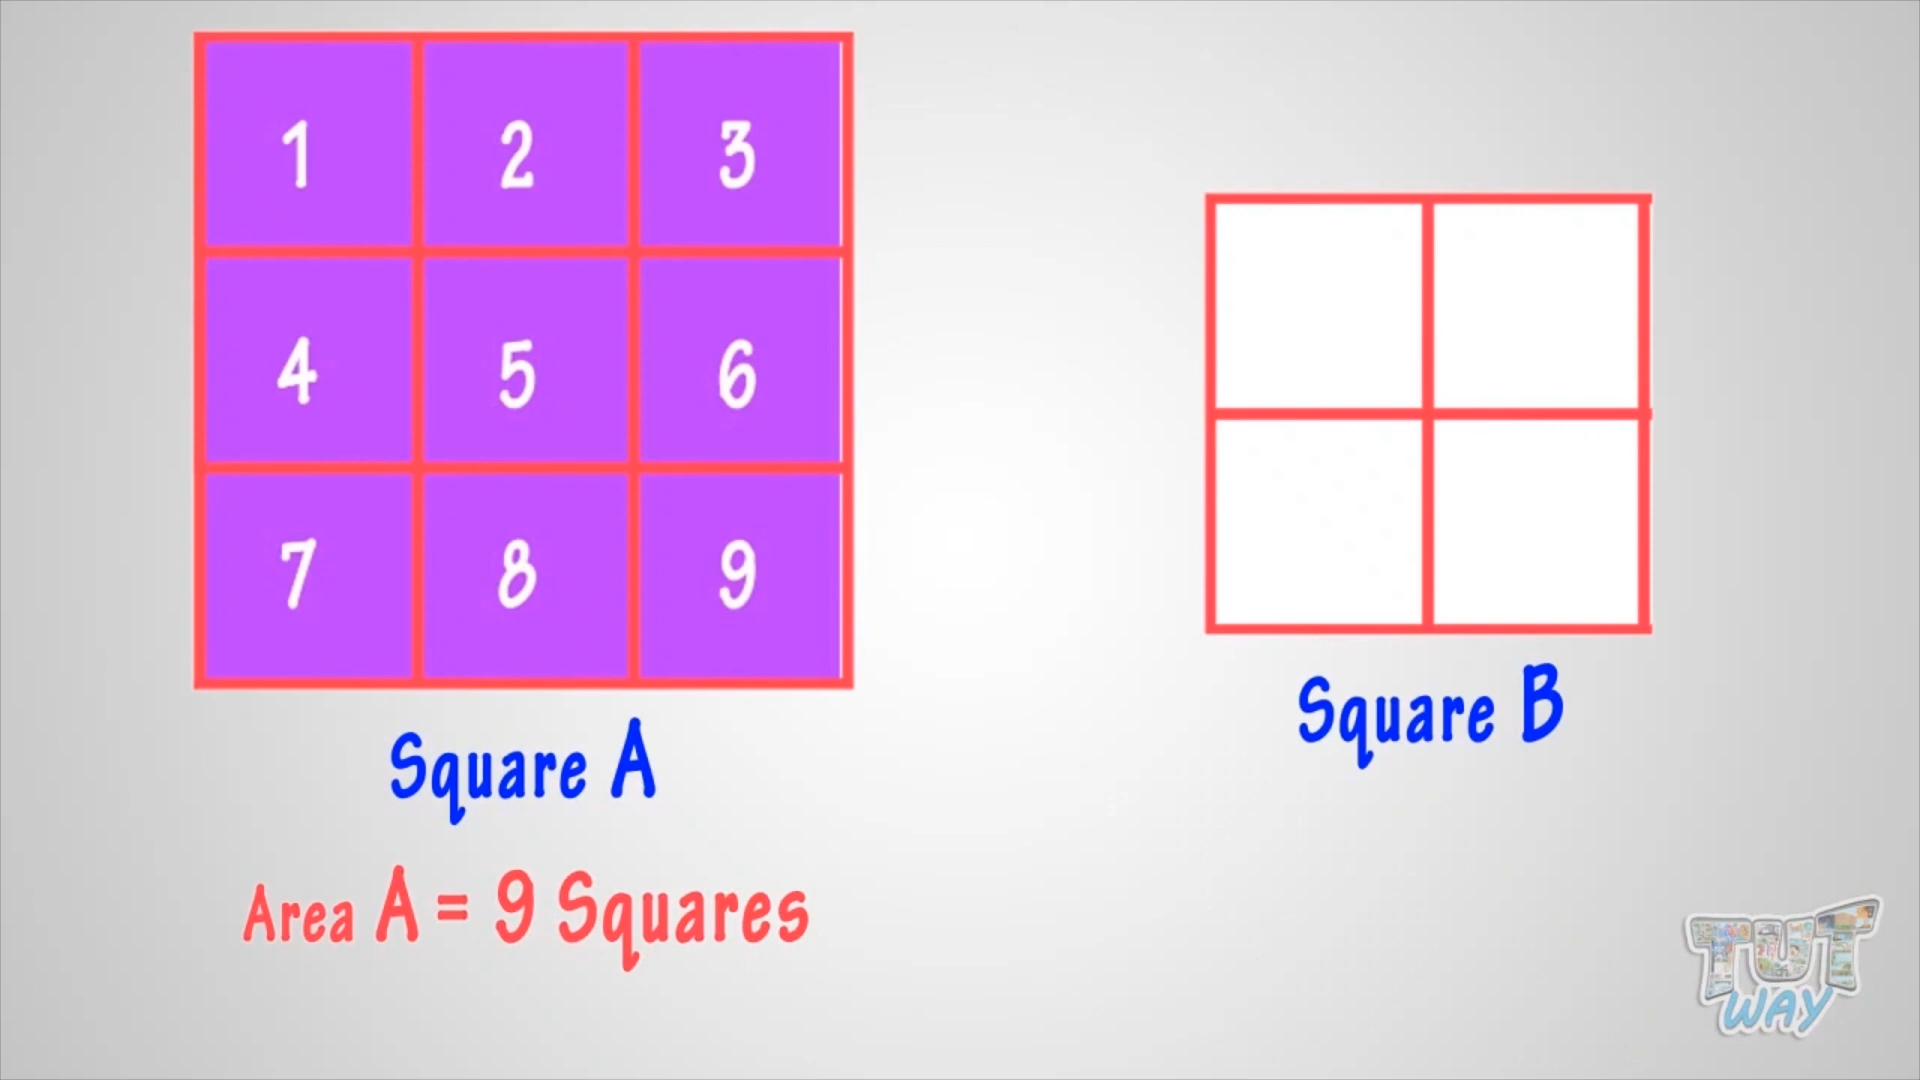 1 2 3
4 5 6
7 8 9
Square A
Square B
Area A = 9 Squares
TUT
WAY